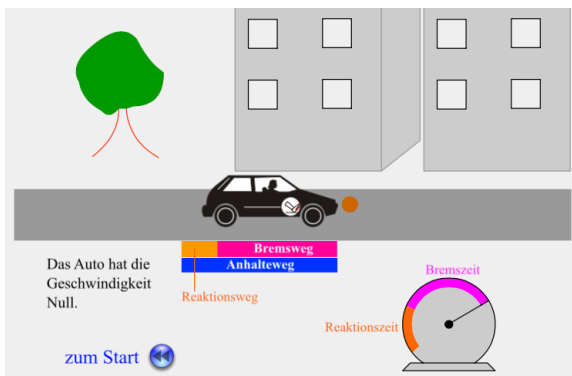 Bremsweg
Anhalteweg
Reaktionsweg
Das Auto hat die
Geschwindigkeit
Null.
Bremszeit
Reaktionszeit
zum Start